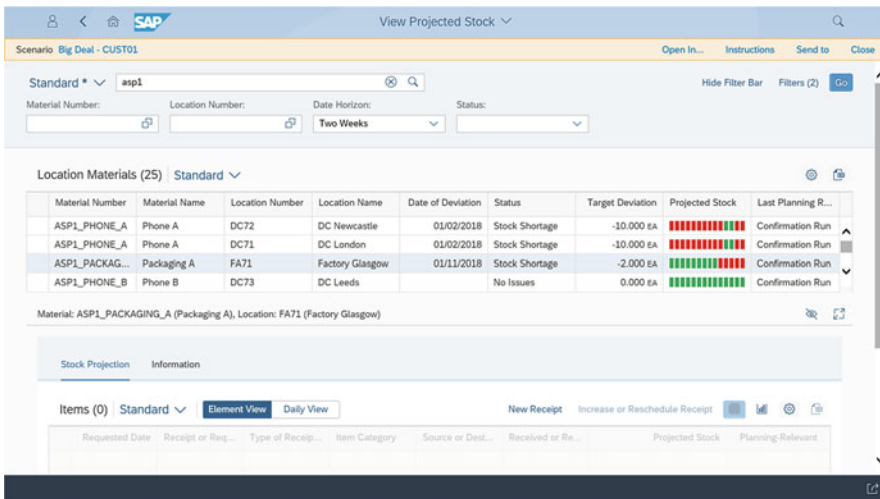 SAP View Projected Stock
Scenario Big Deal - CUST01 Open In... Instructions Send to Close
Standard * asp1 Hide Filter Bar Filters (2) Go
Material Number: Location Number: Date Horizon: Status:
Two Weeks
Location Materials (25) Standard
Material Number Material Name Location Number Location Name Date of Deviation Status Target Deviation Projected Stock Last Planning R...
ASP1_PHONE_A Phone A DC72 DC Newcastle 01/02/2018 Stock Shortage -10.000 EA Confirmation Run
ASP1_PHONE_A Phone A DC71 DC London 01/02/2018 Stock Shortage -10.000 EA Confirmation Run
ASP1_PACKAG... Packaging A FA71 Factory Glasgow 01/11/2018 Stock Shortage -2.000 EA Confirmation Run
ASP1_PHONE_B Phone B DC73 DC Leeds No Issues 0.000 EA Confirmation Run
Material: ASP1_PACKAGING_A (Packaging A), Location: FA71 (Factory Glasgow)
Stock Projection Information
Items (0) Standard Element View Daily View New Receipt Increase or Reschedule Receipt
Requested Date Receipt or Req... Type of Receip... Item Category Source or Dest... Received or Re... Projected Stock Planning-Relevant